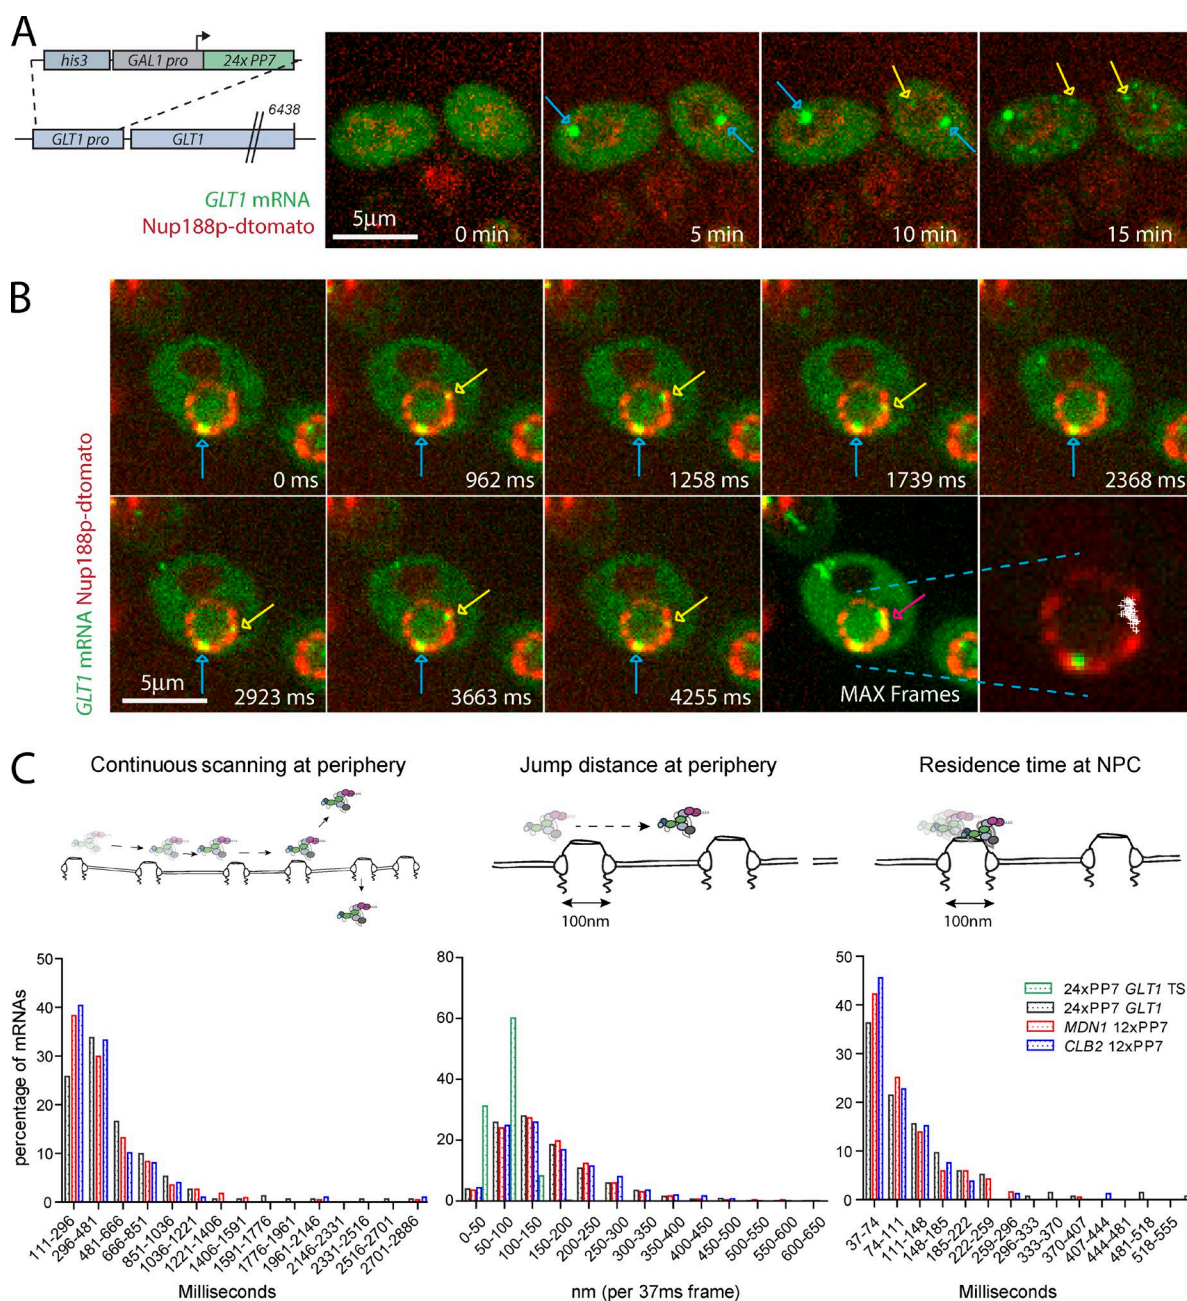 A
his3
GAL1 pro
24x PP7
6438
GLT1 pro
GLT1
GLT1 mRNA
Nup188p-dtomato
5μm
0 min
5 min
10 min
15 min
B
GLT1 mRNA Nup188p-dtomato
0 ms
962 ms
1258 ms
1739 ms
2368 ms
5μm
2923 ms
3663 ms
4255 ms
MAX Frames
C
Continuous scanning at periphery
Jump distance at periphery
100nm
Residence time at NPC
100nm
percentage of mRNAs
50
40
30
20
10
0
111-296
296-481
481-666
666-851
851-1036
1036-1221
1221-1406
1406-1591
1591-1776
1776-1961
1961-2146
2146-2331
2331-2516
2516-2701
2701-2886
Milliseconds
80
60
40
20
0
0-50
50-100
100-150
150-200
200-250
250-300
300-350
350-400
400-450
450-500
500-550
550-600
600-650
nm (per 37ms frame)
50
40
30
20
10
0
24xPP7 GLT1 TS
24xPP7 GLT1
MDN1 12xPP7
CLB2 12xPP7
37-74
74-111
111-148
148-185
185-222
222-259
259-296
296-333
333-370
370-407
407-444
444-481
481-518
518-555
Milliseconds